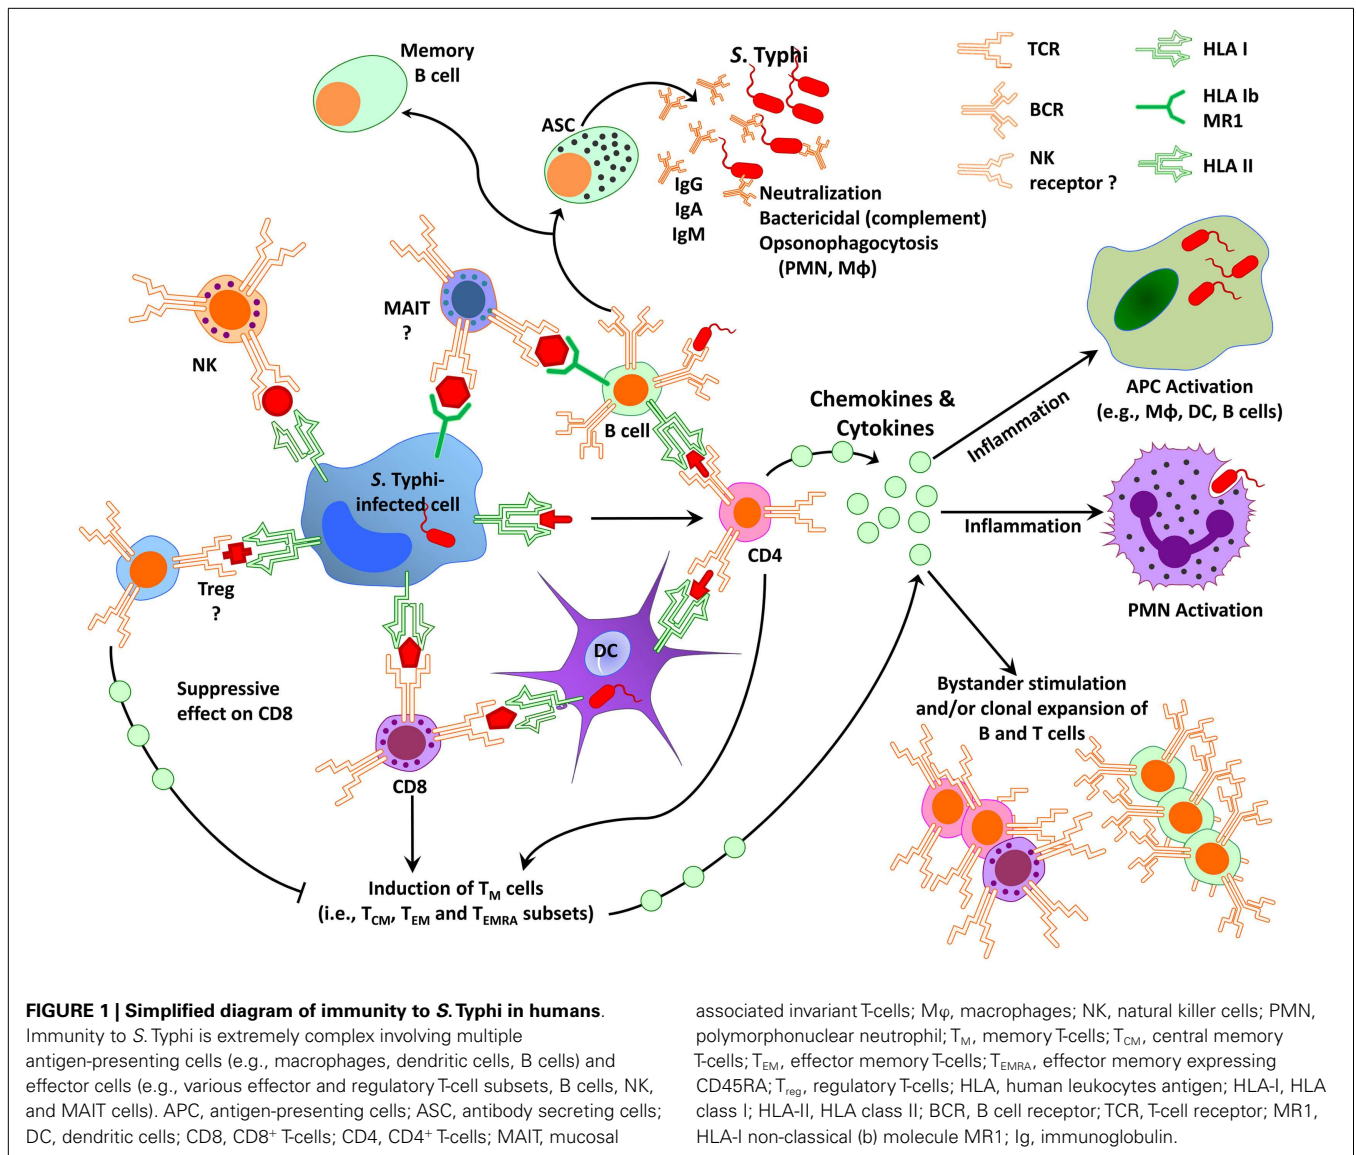 Memory
B cell
S. Typhi
ASC
IgG
IgA
IgM
Neutralization
Bactericidal (complement)
Opsonophagocytosis
(PMN, Mϕ)
TCR
HLA I
BCR
HLA Ib
MR1
NK
receptor ?
HLA II
NK
MAIT
?
B cell
S. Typhi-
infected cell
Chemokines &
Cytokines
Inflammation
APC Activation
(e.g., Mϕ, DC, B cells)
Inflammation
PMN Activation
CD4
Treg
?
DC
Suppressive
effect on CD8
CD8
Bystander stimulation
and/or clonal expansion of
B and T cells
Induction of TM cells
(i.e., TCM, TEM and TEMRA subsets)
FIGURE 1 | Simplified diagram of immunity to S. Typhi in humans.
Immunity to S. Typhi is extremely complex involving multiple
antigen-presenting cells (e.g., macrophages, dendritic cells, B cells) and
effector cells (e.g., various effector and regulatory T-cell subsets, B cells, NK,
and MAIT cells). APC, antigen-presenting cells; ASC, antibody secreting cells;
DC, dendritic cells; CD8, CD8⁺ T-cells; CD4, CD4⁺ T-cells; MAIT, mucosal
associated invariant T-cells; Mφ, macrophages; NK, natural killer cells; PMN,
polymorphonuclear neutrophil; TM, memory T-cells; TCM, central memory
T-cells; TEM, effector memory T-cells; TEMRA, effector memory expressing
CD45RA; Treg, regulatory T-cells; HLA, human leukocytes antigen; HLA-I, HLA
class I; HLA-II, HLA class II; BCR, B cell receptor; TCR, T-cell receptor; MR1,
HLA-I non-classical (b) molecule MR1; Ig, immunoglobulin.